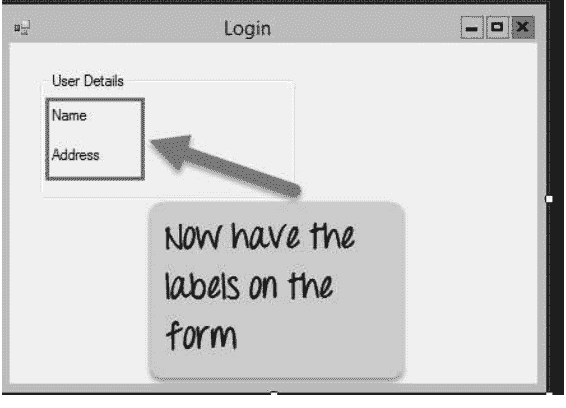 Login
User Details
Name
Address
Now have the
labels on the
form